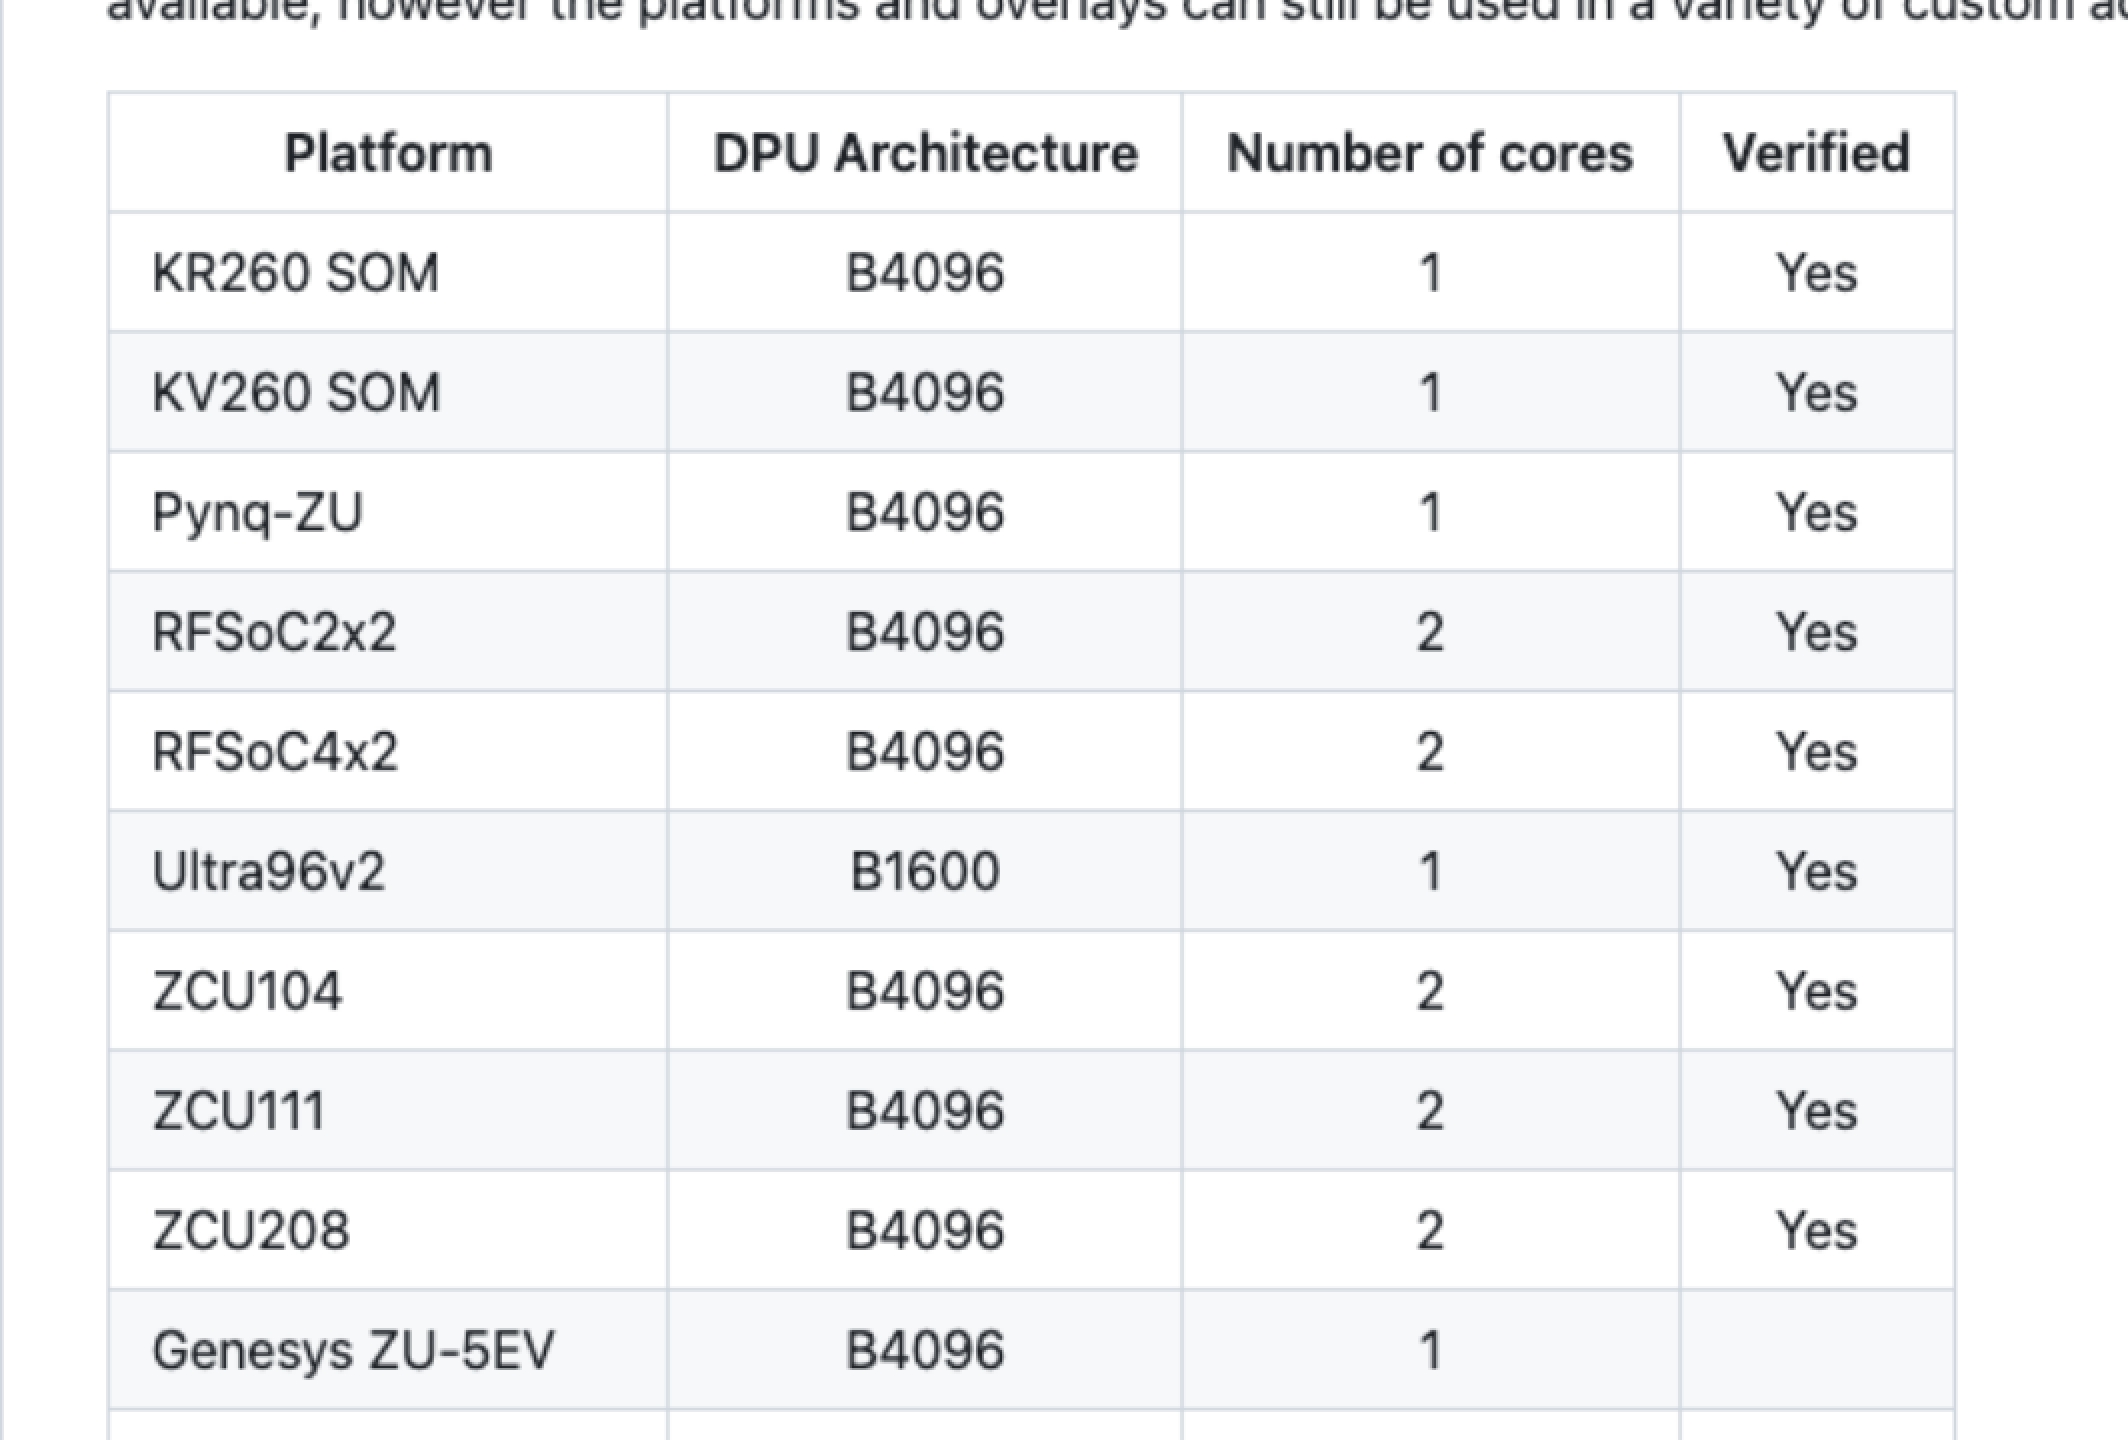 available, however the platforms and overlays can still be used in a variety of custom
Platform DPU Architecture Number of cores Verified
KR260 SOM B4096 1 Yes
KV260 SOM B4096 1 Yes
Pynq-ZU B4096 1 Yes
RFSoC2x2 B4096 2 Yes
RFSoC4x2 B4096 2 Yes
Ultra96v2 B1600 1 Yes
ZCU104 B4096 2 Yes
ZCU111 B4096 2 Yes
ZCU208 B4096 2 Yes
Genesys ZU-5EV B4096 1